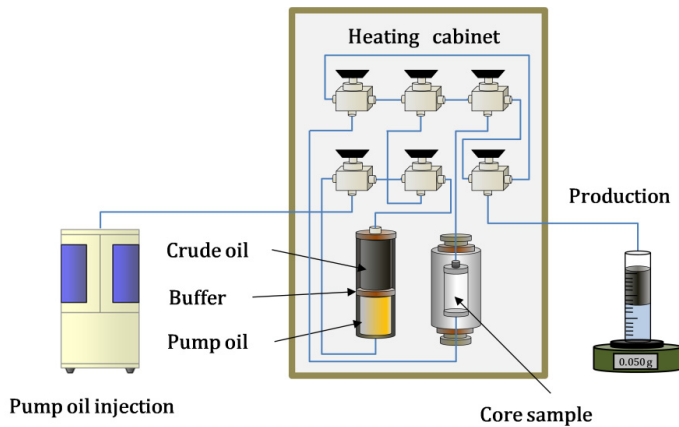 Heating cabinet
Production
Crude oil
Buffer
Pump oil
0.050 g
Pump oil injection
Core sample